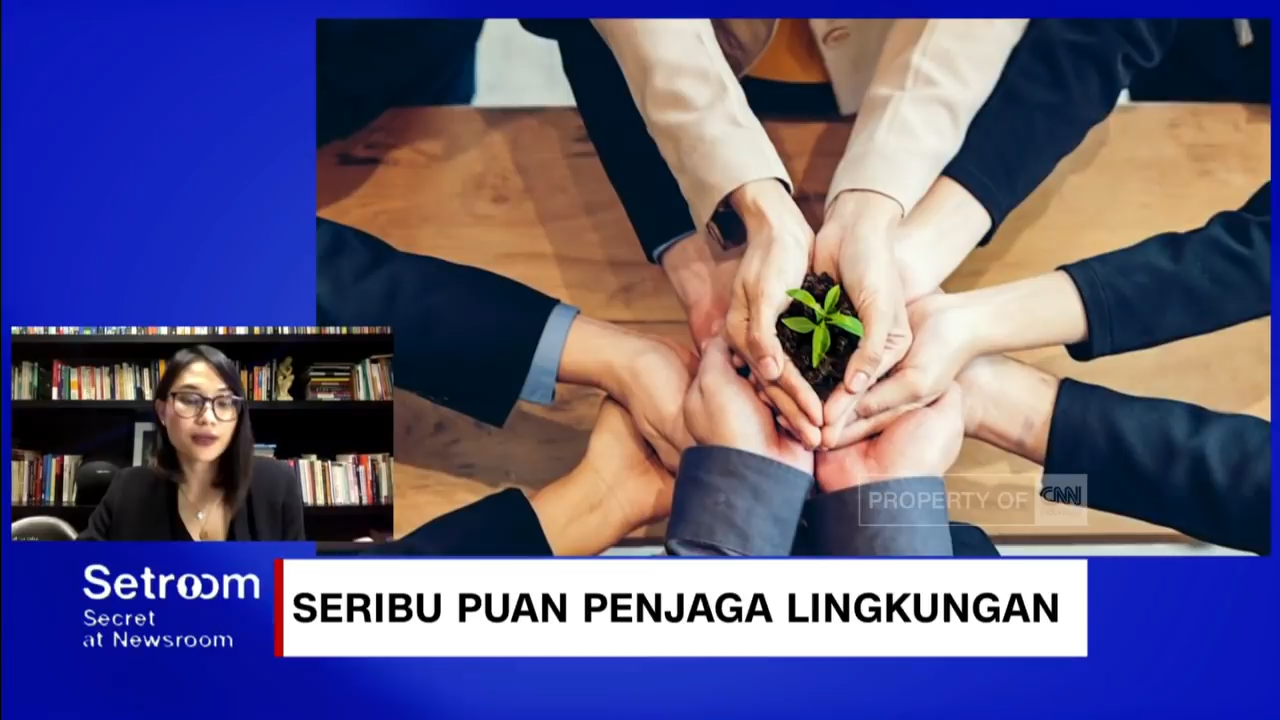 PROPERTY OF CNN
Setroom
Secret
at Newsroom
SERIBU PUAN PENJAGA LINGKUNGAN